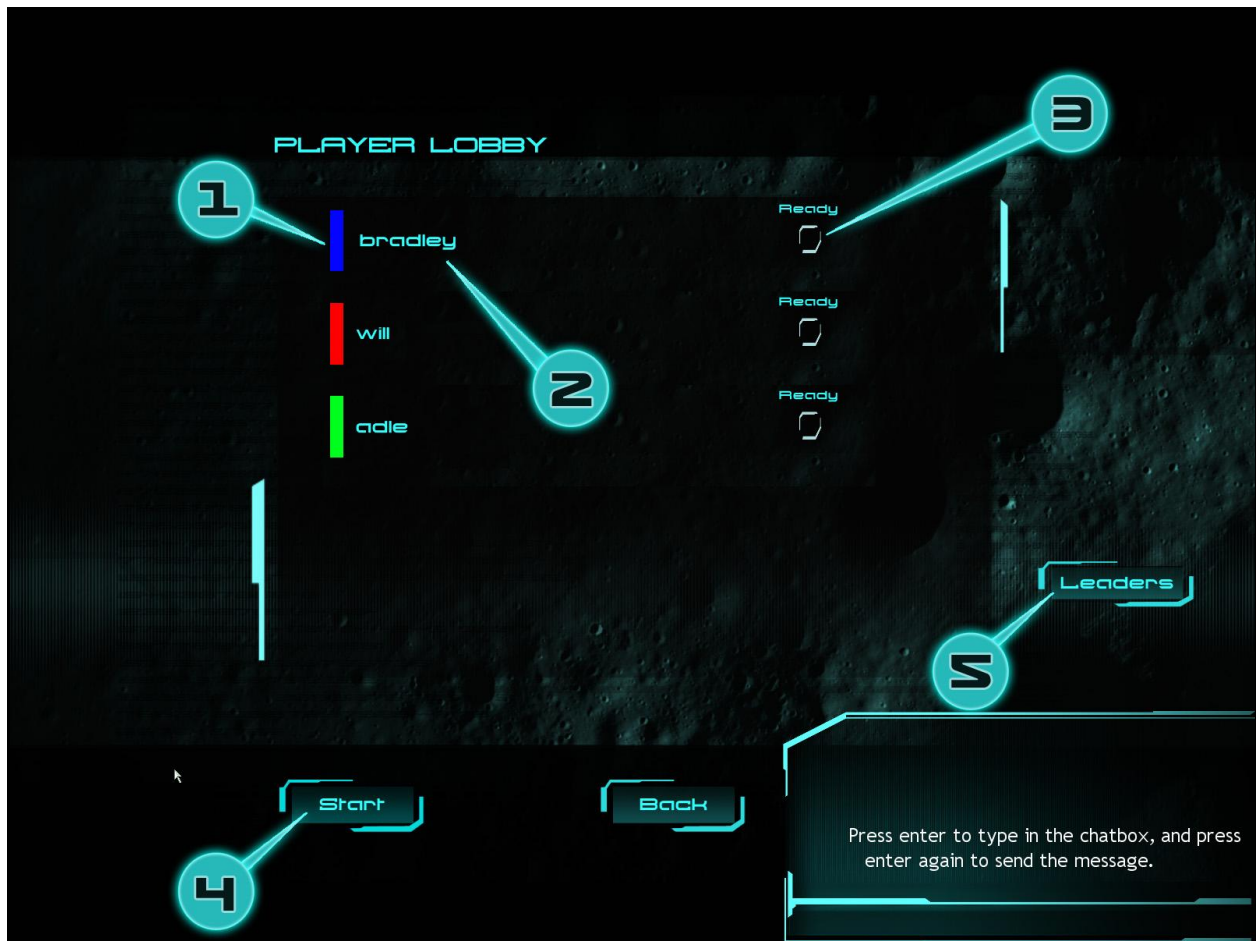 3
PLAYER LOBBY
1
Ready
bradley
Ready
will
2
Ready
adle
Leaders
5
Start
Back
Press enter to type in the chatbox, and press
enter again to send the message.
4